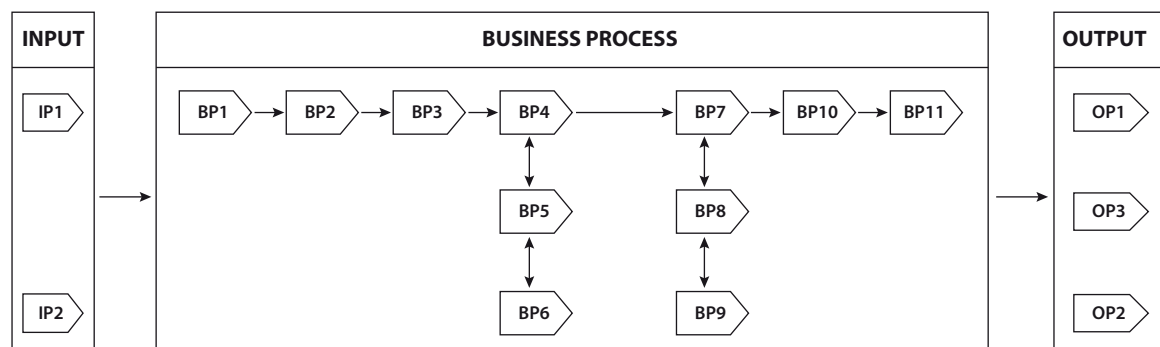 INPUT
BUSINESS PROCESS
OUTPUT
IP1
BP1
BP2
BP3
BP4
BP7
BP10
BP11
OP1
BP5
BP8
OP3
IP2
BP6
BP9
OP2